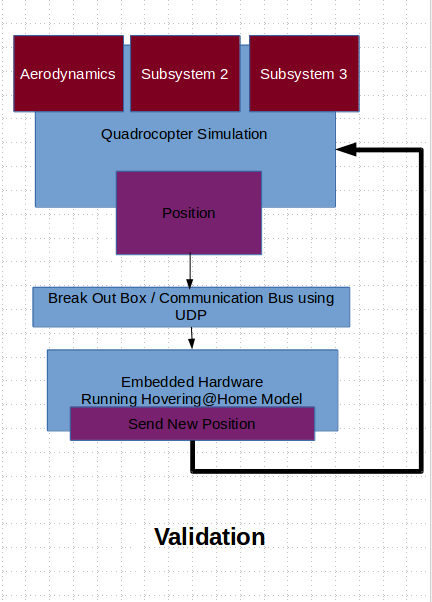 Aerodynamics
Subsystem 2
Subsystem 3
Quadrocopter Simulation
Position
Break Out Box / Communication Bus using
UDP
Embedded Hardware
Running Hovering@Home Model
Send New Position
Validation